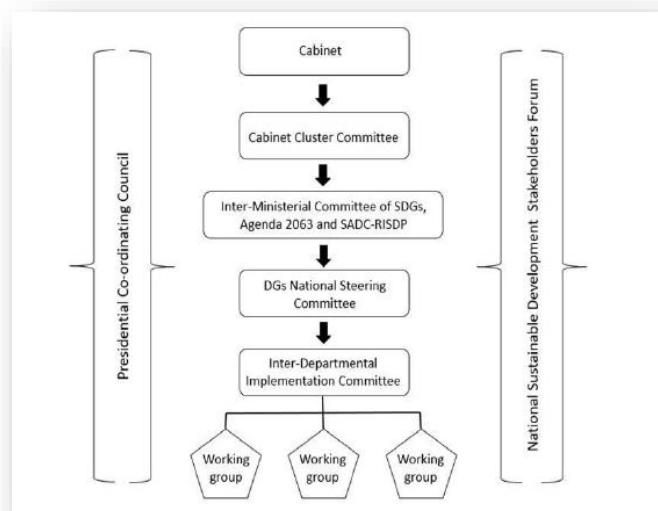 Cabinet
Cabinet Cluster Committee
Inter-Ministerial Committee of SDGs,
Agenda 2063 and SADC-RISDP
DGs National Steering
Committee
Inter-Departmental
Implementation Committee
Working
group
Working
group
Working
group
Presidential Co-ordinating Council
National Sustainable Development Stakeholders Forum